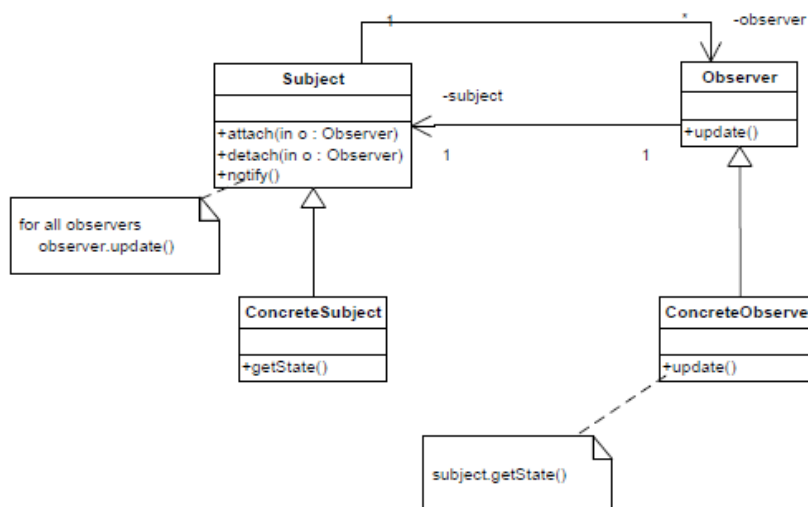 1
*
-observer
Subject
Observer
-subject
+attach(in o : Observer)
+detach(in o : Observer)
+notify()
+update()
1
1
for all observers
observer.update()
ConcreteSubject
ConcreteObserve
+getState()
+update()
subject.getState()